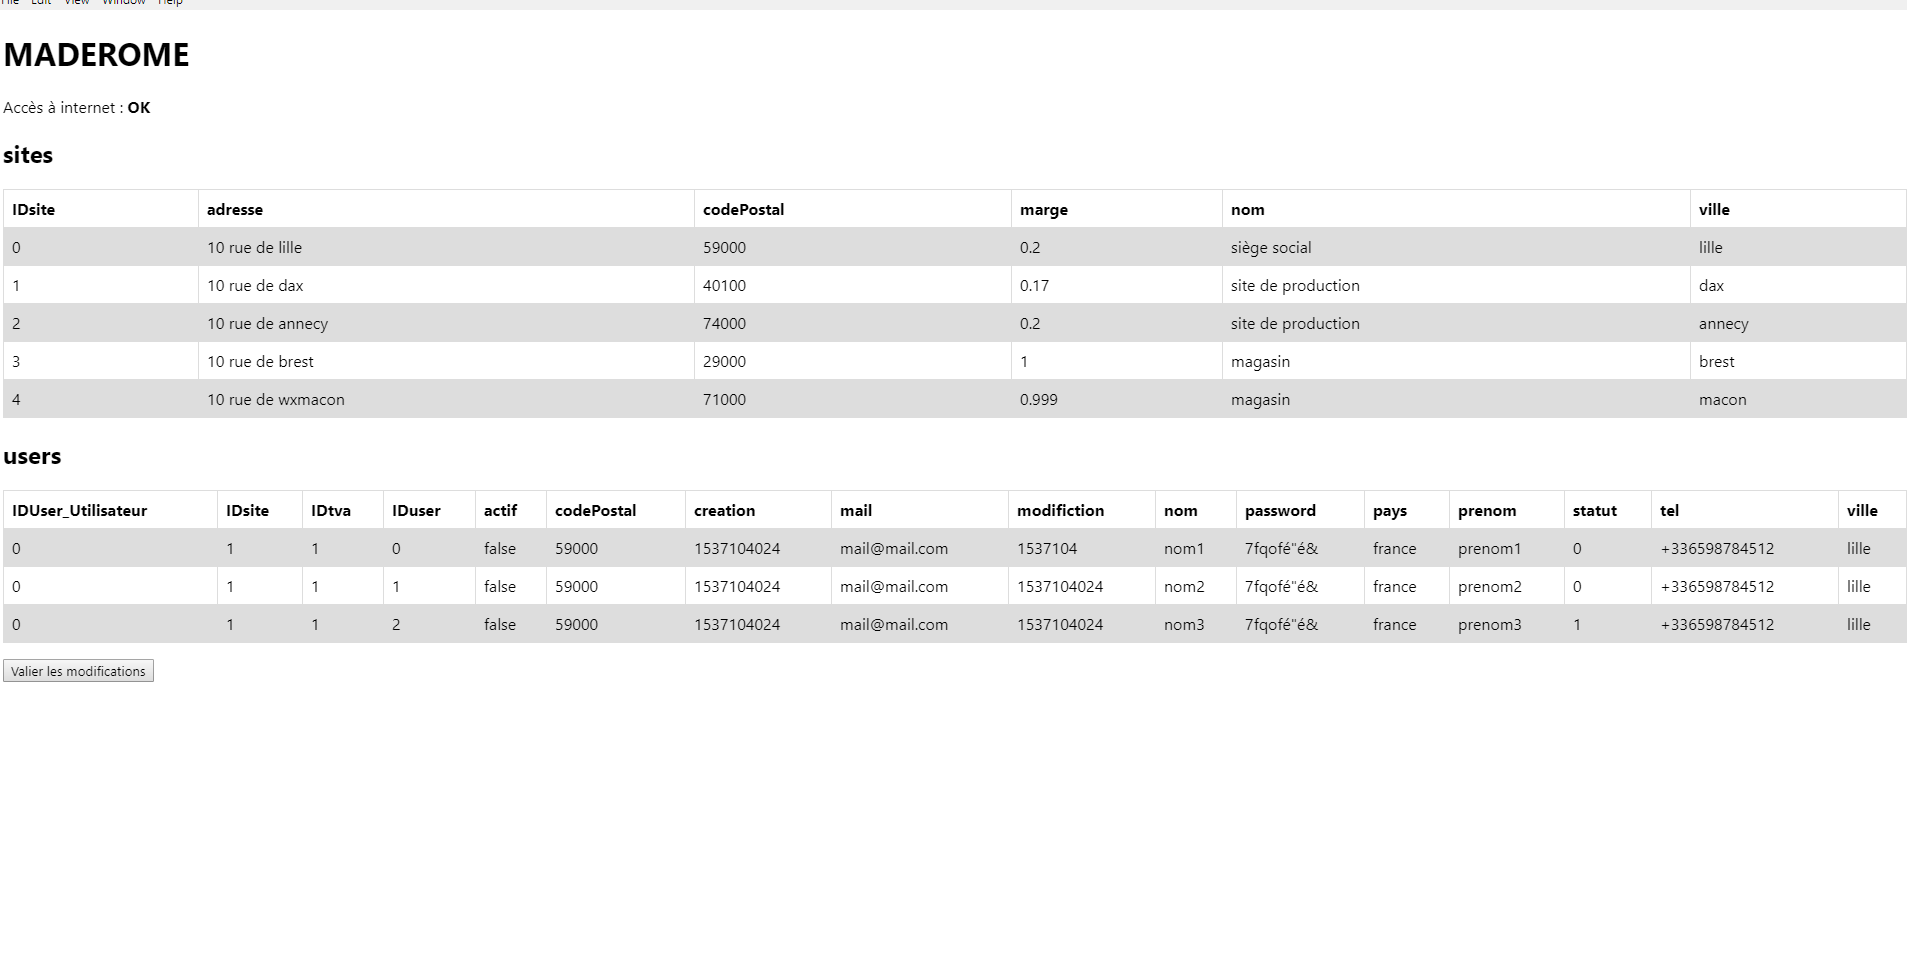 File Edit View Window Help
MADEROME
Accès à internet : OK
sites
IDsite adresse codePostal marge nom ville
0 10 rue de lille 59000 0.2 siège social lille
1 10 rue de dax 40100 0.17 site de production dax
2 10 rue de annecy 74000 0.2 site de production annecy
3 10 rue de brest 29000 1 magasin brest
4 10 rue de wxmacon 71000 0.999 magasin macon
users
IDUser_Utilisateur IDsite IDtva IDuser actif codePostal creation mail modifiction nom password pays prenom statut tel ville
0 1 1 0 false 59000 1537104024 mail@mail.com 1537104 nom1 7fqofé"é& france prenom1 0 +336598784512 lille
0 1 1 1 false 59000 1537104024 mail@mail.com 1537104024 nom2 7fqofé"é& france prenom2 0 +336598784512 lille
0 1 1 2 false 59000 1537104024 mail@mail.com 1537104024 nom3 7fqofé"é& france prenom3 1 +336598784512 lille
Valier les modifications